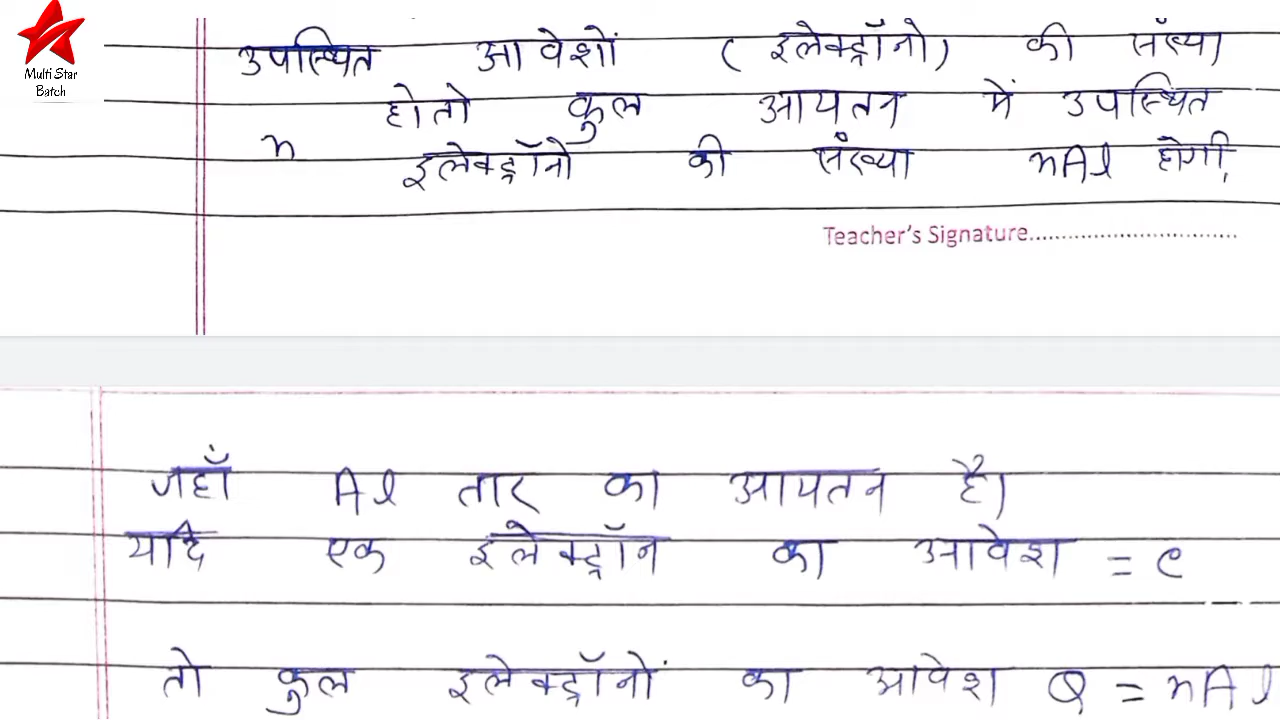 Multi Star
Batch
उपस्थित आवेशों (इलेक्ट्रॉनो) की संख्या
n होतो कुल आयतन में उपस्थित
इलेक्ट्रॉनो की संख्या nAl होगी,
Teacher's Signature......................................
जहाँ Al तार का आयतन है।
यदि एक इलेक्ट्रॉन का आवेश = e
तो कुल इलेक्ट्रॉनों का आवेश Q = nAl